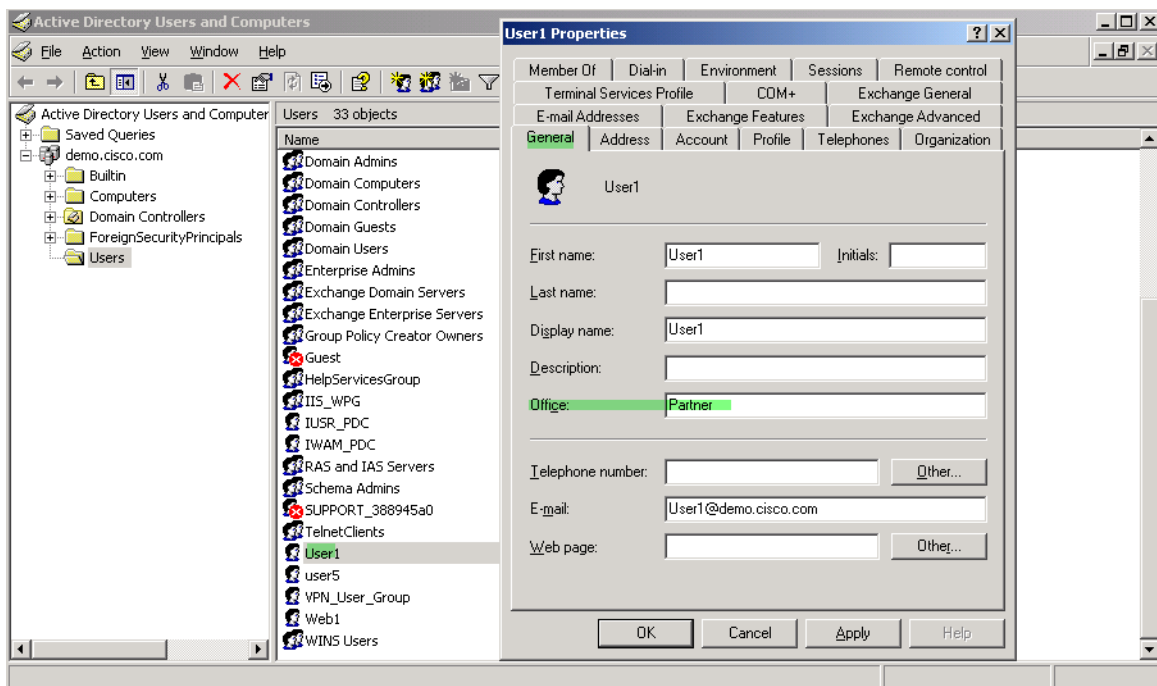 Active Directory Users and Computers
File Action View Window Help
Active Directory Users and Computer
Saved Queries
demo.cisco.com
Builtin
Computers
Domain Controllers
ForeignSecurityPrincipals
Users
Users 33 objects
Name
Domain Admins
Domain Computers
Domain Controllers
Domain Guests
Domain Users
Enterprise Admins
Exchange Domain Servers
Exchange Enterprise Servers
Group Policy Creator Owners
Guest
HelpServicesGroup
IIS_WPG
IUSR_PDC
IWAM_PDC
RAS and IAS Servers
Schema Admins
SUPPORT_388945a0
TelnetClients
User1
user5
VPN_User_Group
Web1
WINS Users
User1 Properties
Member Of Dial-in Environment Sessions Remote control
Terminal Services Profile COM+ Exchange General
E-mail Addresses Exchange Features Exchange Advanced
General Address Account Profile Telephones Organization
User1
First name: User1 Initials:
Last name:
Display name: User1
Description:
Office: Partner
Telephone number: Other...
E-mail: User1@demo.cisco.com
Web page: Other...
OK Cancel Apply Help